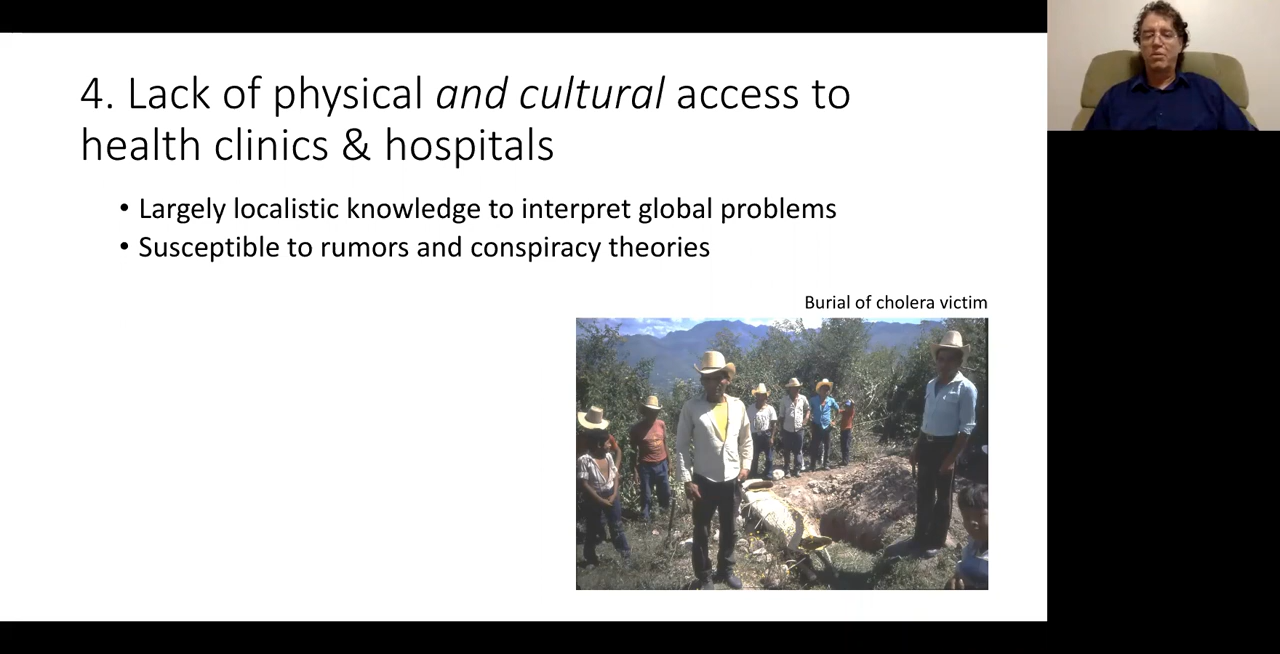 4. Lack of physical and cultural access to
health clinics & hospitals
• Largely localistic knowledge to interpret global problems
• Susceptible to rumors and conspiracy theories
Burial of cholera victim